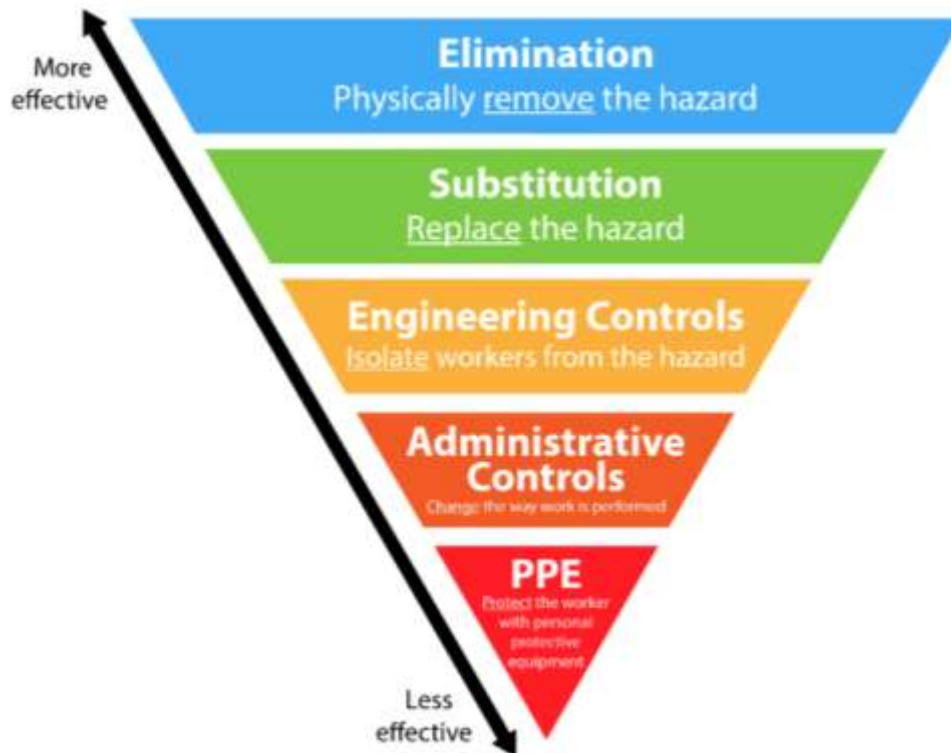 More
effective
Elimination
Physically remove the hazard
Substitution
Replace the hazard
Engineering Controls
Isolate workers from the hazard
Administrative
Controls
Change the way work is performed
PPE
Protect the worker
with personal
protective
equipment
Less
effective